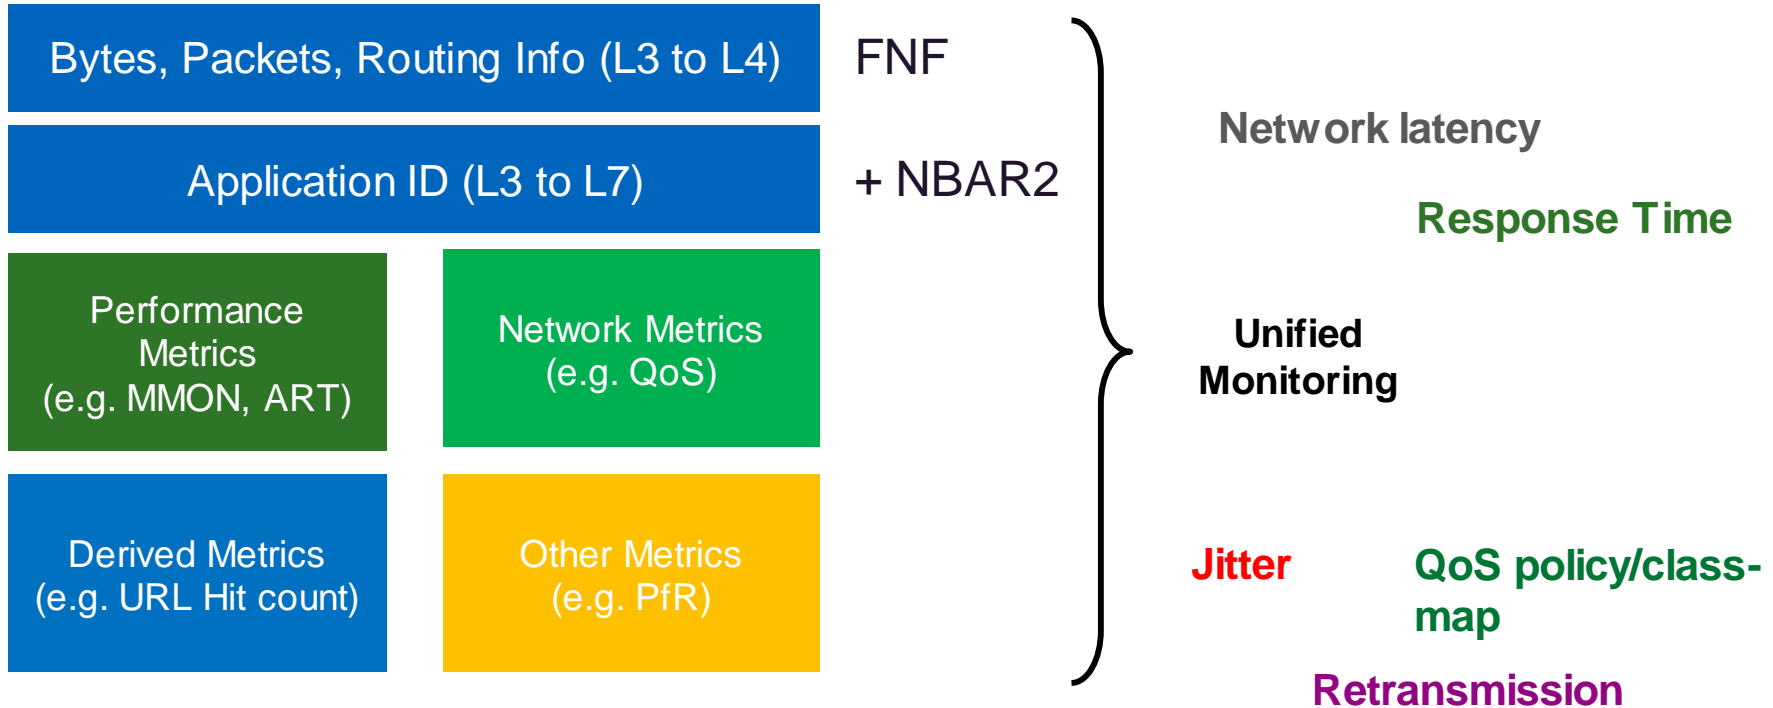 Bytes, Packets, Routing Info (L3 to L4)
FNF
Application ID (L3 to L7)
+ NBAR2
Performance
Metrics
(e.g. MMON, ART)
Network Metrics
(e.g. QoS)
Derived Metrics
(e.g. URL Hit count)
Other Metrics
(e.g. PfR)
Network latency
Response Time
Unified
Monitoring
Jitter
QoS policy/class-
map
Retransmission